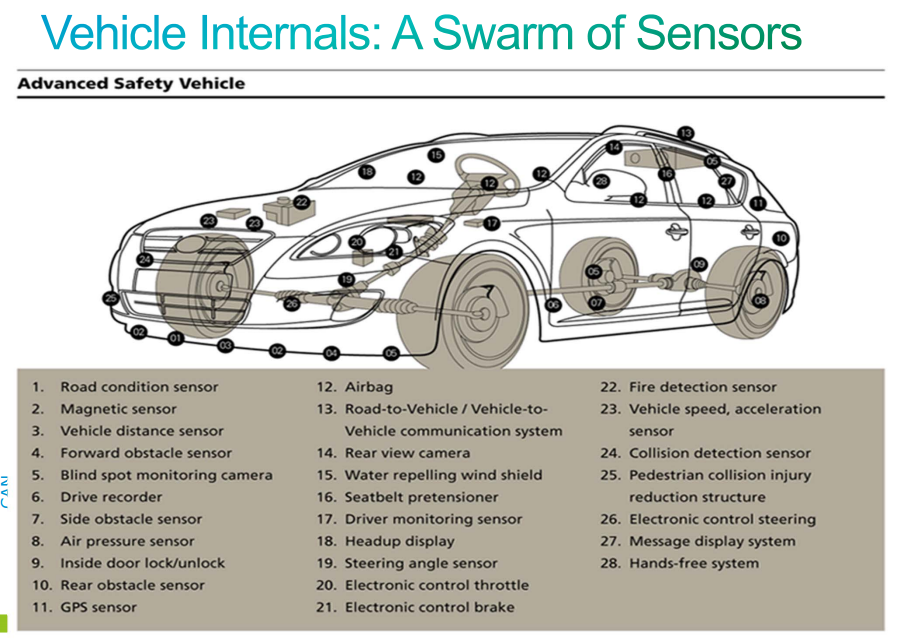 Vehicle Internals: A Swarm of Sensors
Advanced Safety Vehicle
13
14
15
05
18
12
12
12
16
28
27
12
12
22
11
23
23
17
20
10
21
24
09
19
05
25
26
06
07
08
02
01
03
02
04
05
1. Road condition sensor
2. Magnetic sensor
3. Vehicle distance sensor
4. Forward obstacle sensor
5. Blind spot monitoring camera
6. Drive recorder
7. Side obstacle sensor
8. Air pressure sensor
9. Inside door lock/unlock
10. Rear obstacle sensor
11. GPS sensor
12. Airbag
13. Road-to-Vehicle / Vehicle-to-
Vehicle communication system
14. Rear view camera
15. Water repelling wind shield
16. Seatbelt pretensioner
17. Driver monitoring sensor
18. Headup display
19. Steering angle sensor
20. Electronic control throttle
21. Electronic control brake
22. Fire detection sensor
23. Vehicle speed, acceleration
sensor
24. Collision detection sensor
25. Pedestrian collision injury
reduction structure
26. Electronic control steering
27. Message display system
28. Hands-free system
CAN